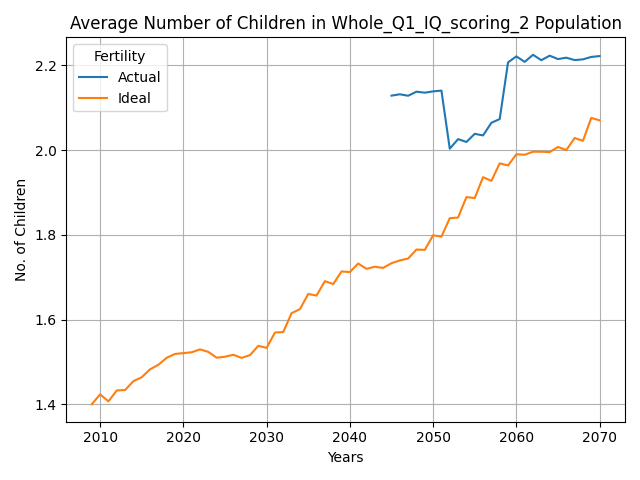 Average Number of Children in Whole_Q1_IQ_scoring_2 Population
Fertility
Actual
Ideal
No. of Children
2.2
2.0
1.8
1.6
1.4
2010 2020 2030 2040 2050 2060 2070
Years